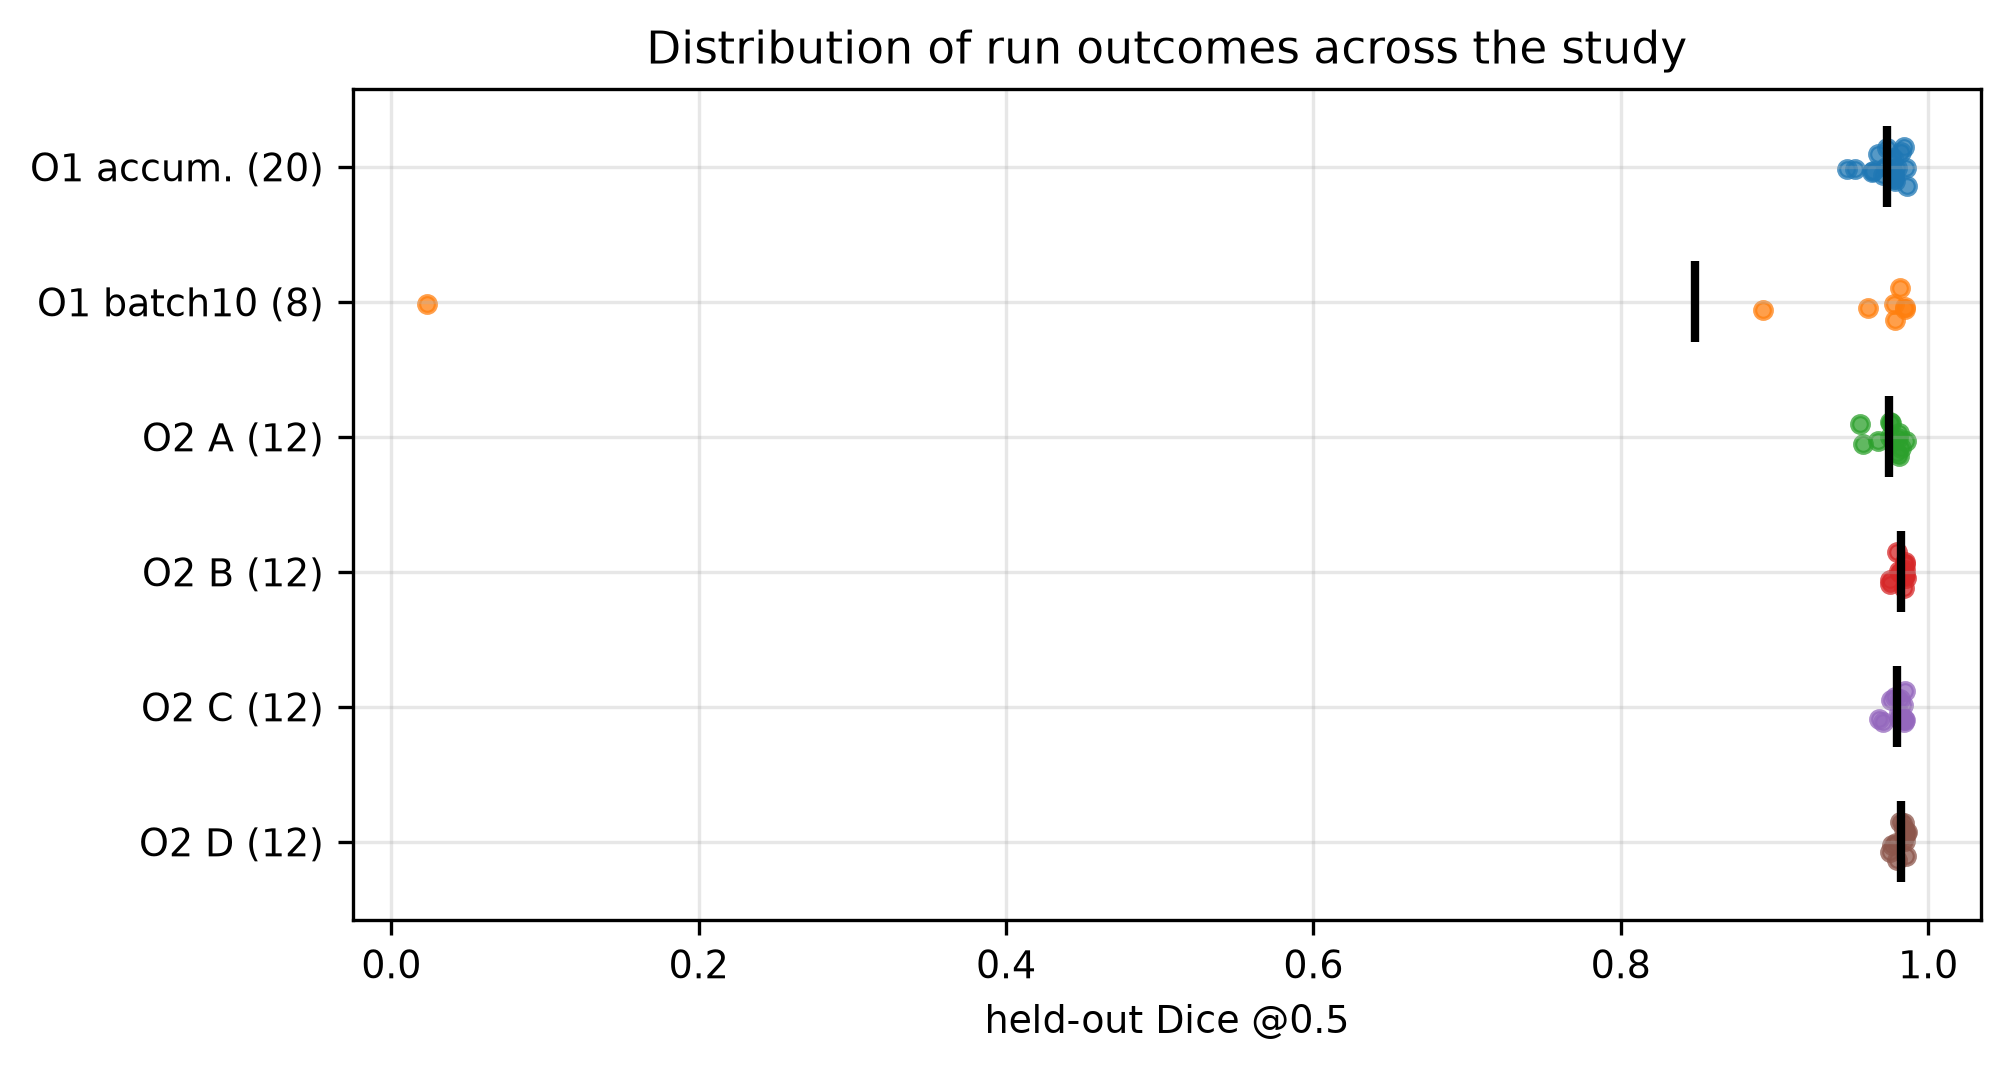 Distribution of run outcomes across the study
O1 accum. (20)
O1 batch10 (8)
O2 A (12)
O2 B (12)
O2 C (12)
O2 D (12)
0.0 0.2 0.4 0.6 0.8 1.0
held-out Dice @0.5